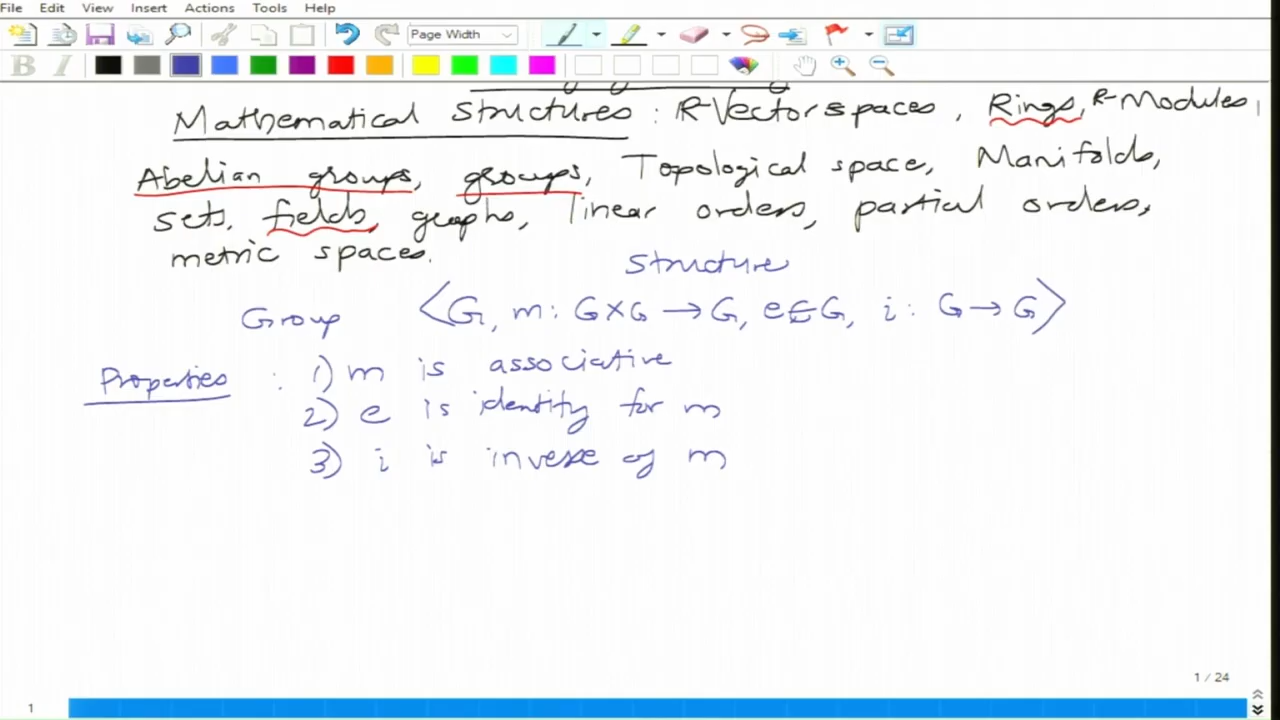 File Edit View Insert Actions Tools Help
Page Width
B I
Mathematical Structures : R-Vector spaces, Rings, R-Modules,
Abelian groups, groups, Topological space, Manifolds,
sets, fields, graphs, linear orders, partial orders,
metric spaces.
Structure
Group <G, m: G×G → G, e∈G, i: G → G>
Properties : 1) m is associative
2) e is identity for m
3) i is inverse of m
1 / 24
1